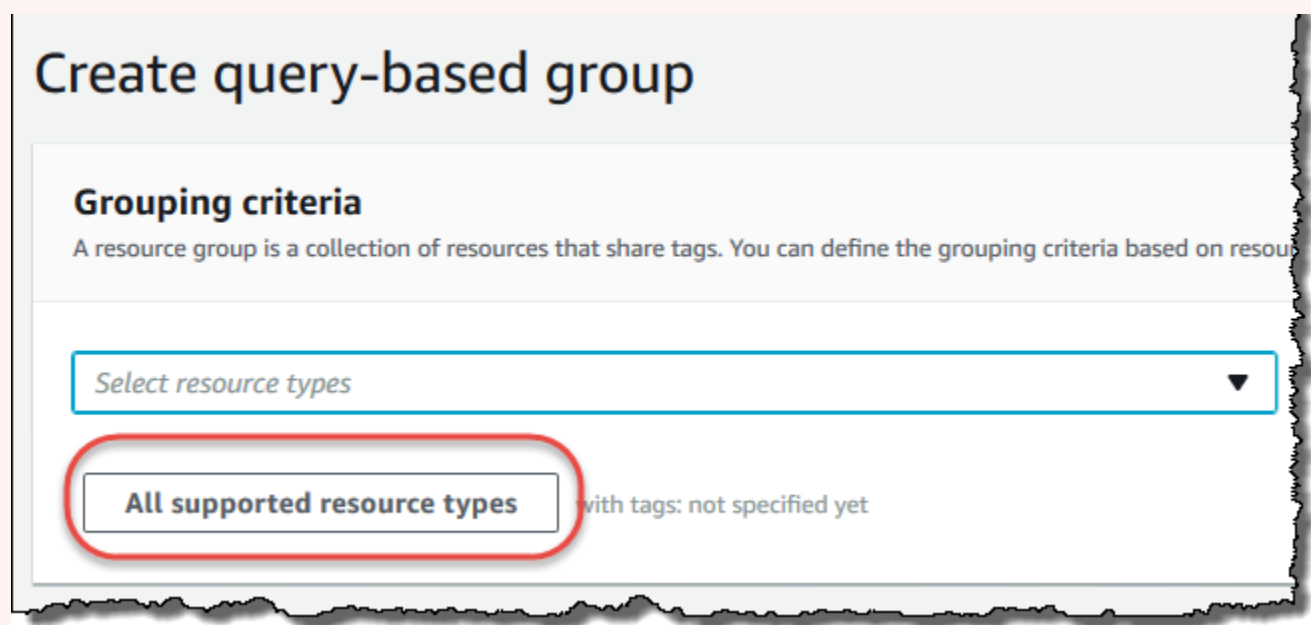 Create query-based group
Grouping criteria
A resource group is a collection of resources that share tags. You can define the grouping criteria based on
Select resource types
All supported resource types with tags: not specified yet